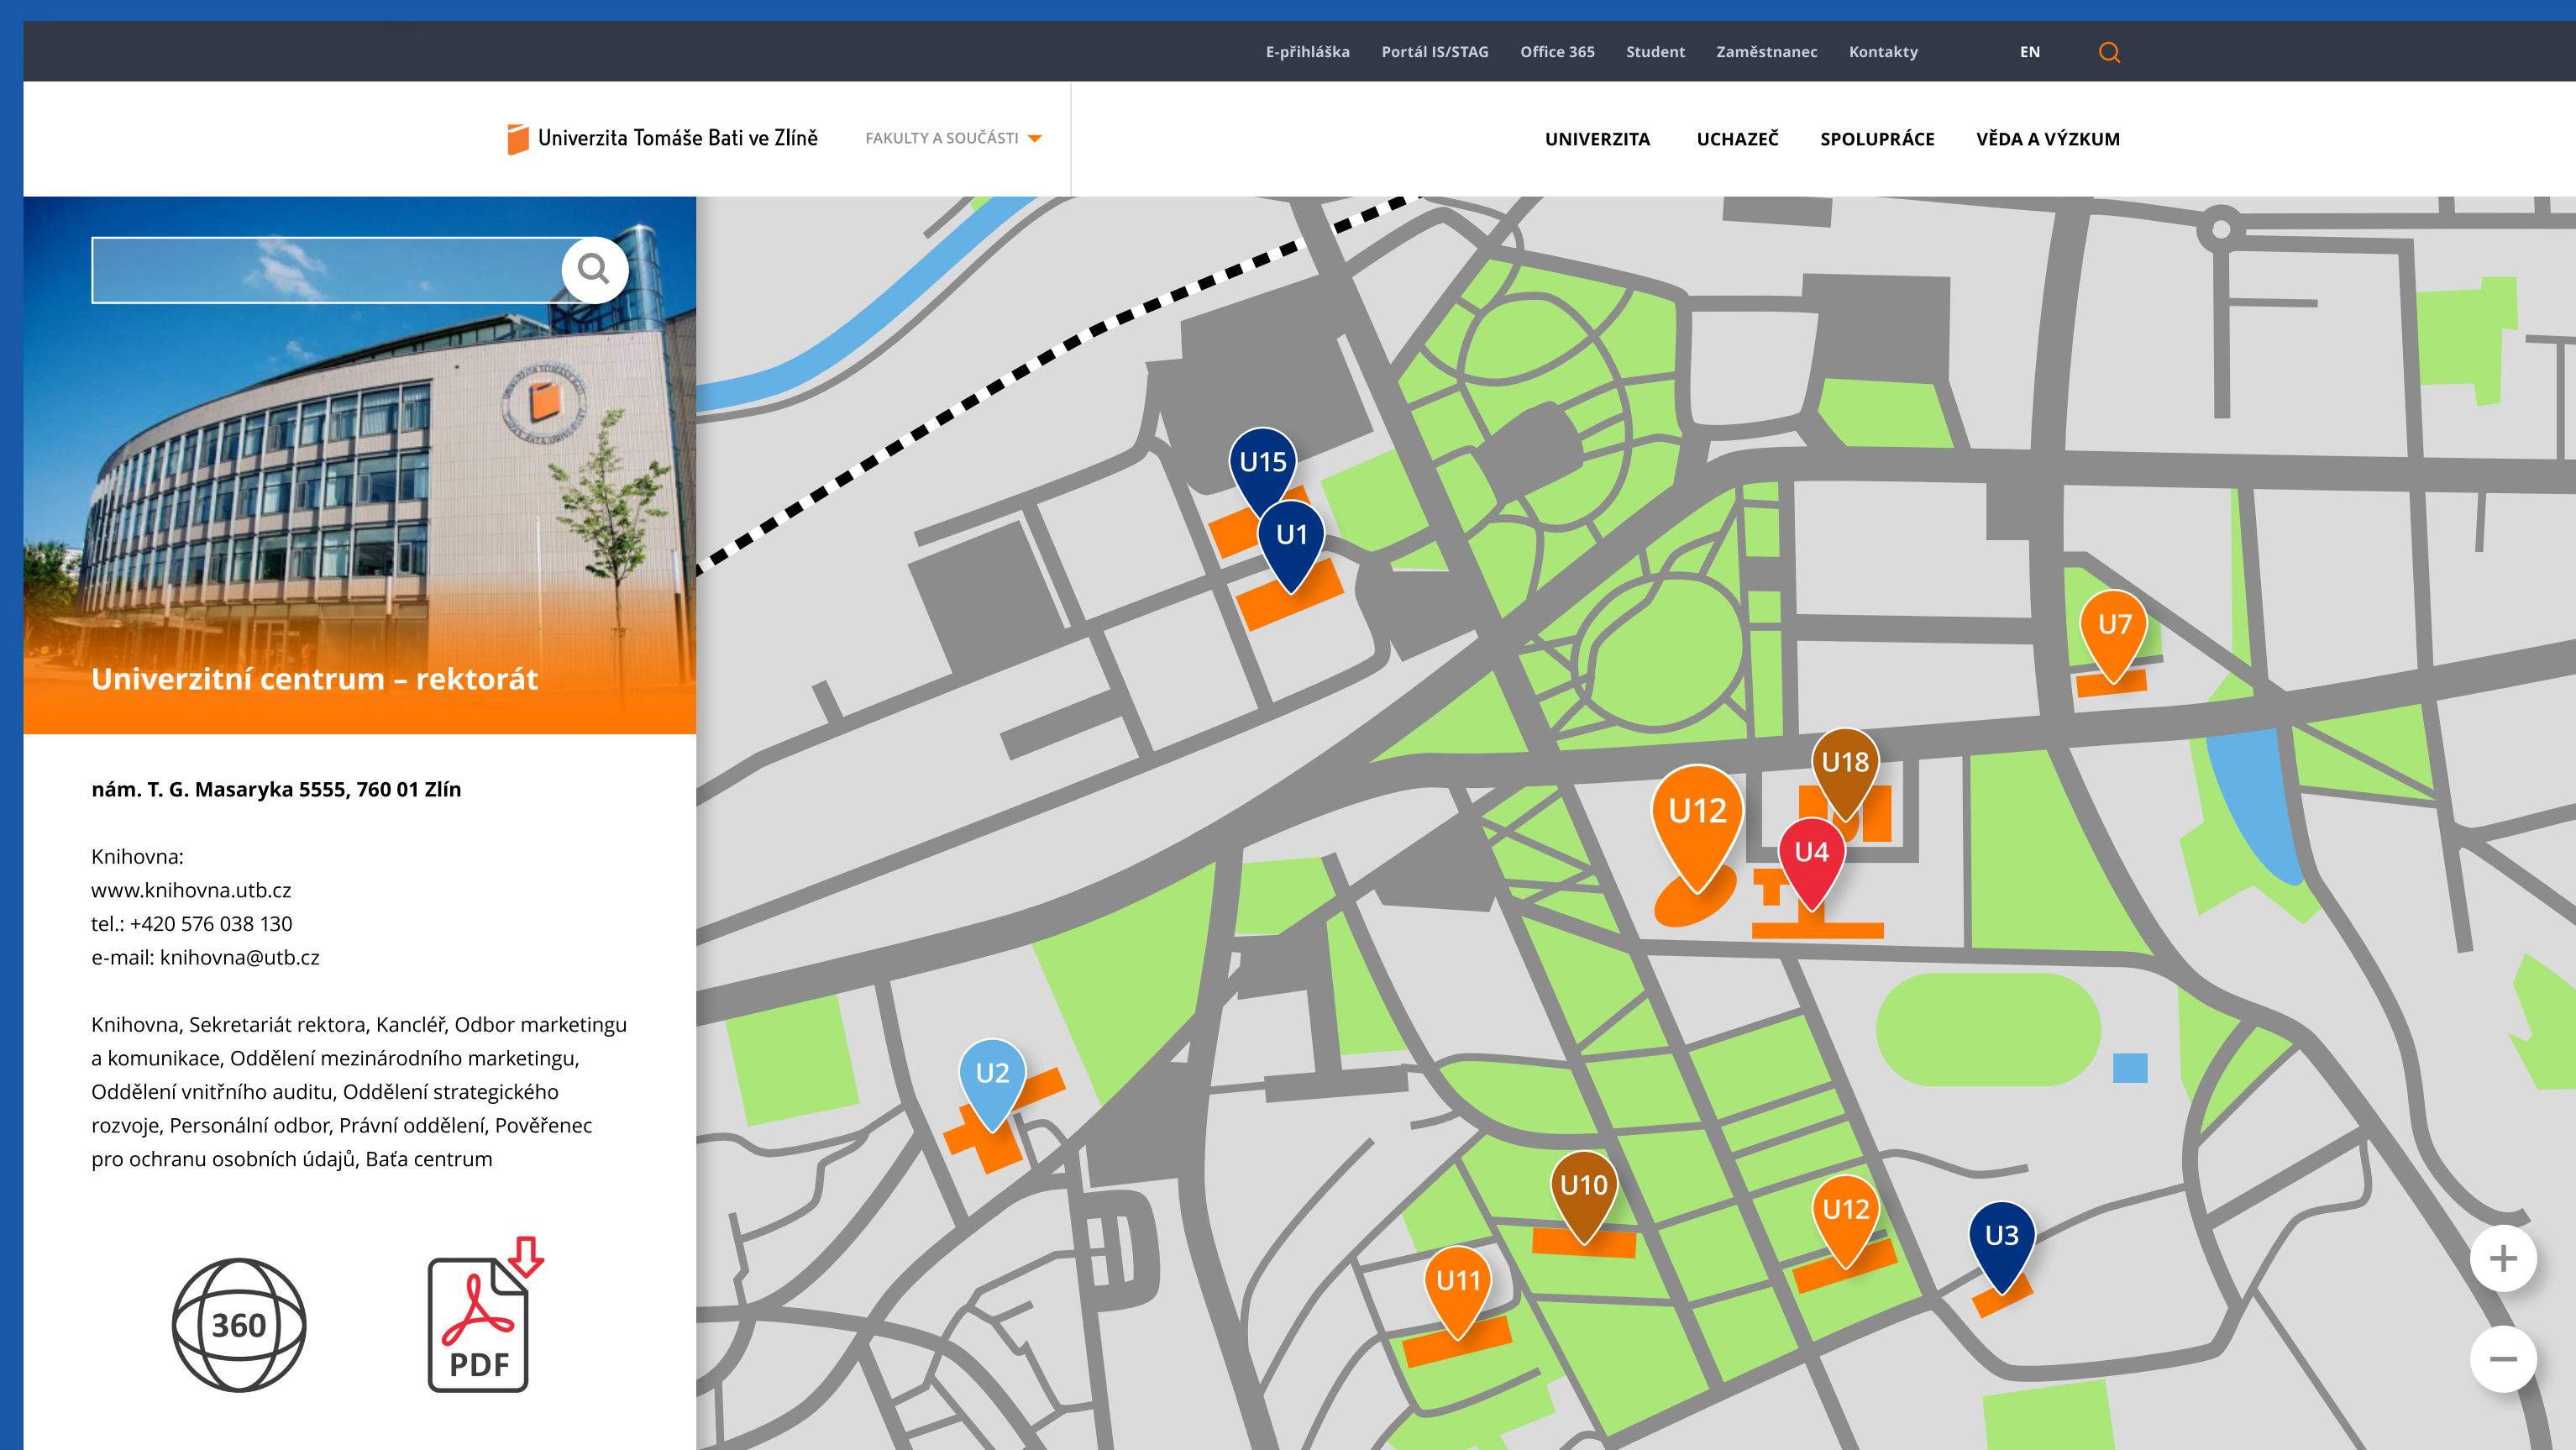 E-přihláška Portál IS/STAG Office 365 Student Zaměstnanec Kontakty EN
Univerzita Tomáše Bati ve Zlíně FAKULTY A SOUČÁSTI UNIVERZITA UCHAZEČ SPOLUPRÁCE VĚDA A VÝZKUM
Univerzitní centrum – rektorát
nám. T. G. Masaryka 5555, 760 01 Zlín
Knihovna:
www.knihovna.utb.cz
tel.: +420 576 038 130
e-mail: knihovna@utb.cz
Knihovna, Sekretariát rektora, Kancléř, Odbor marketingu
a komunikace, Oddělení mezinárodního marketingu,
Oddělení vnitřního auditu, Oddělení strategického
rozvoje, Personální odbor, Právní oddělení, Pověřenec
pro ochranu osobních údajů, Baťa centrum
360
PDF
U15
U1
U7
U18
U12
U4
U2
U10
U12
U3
U11